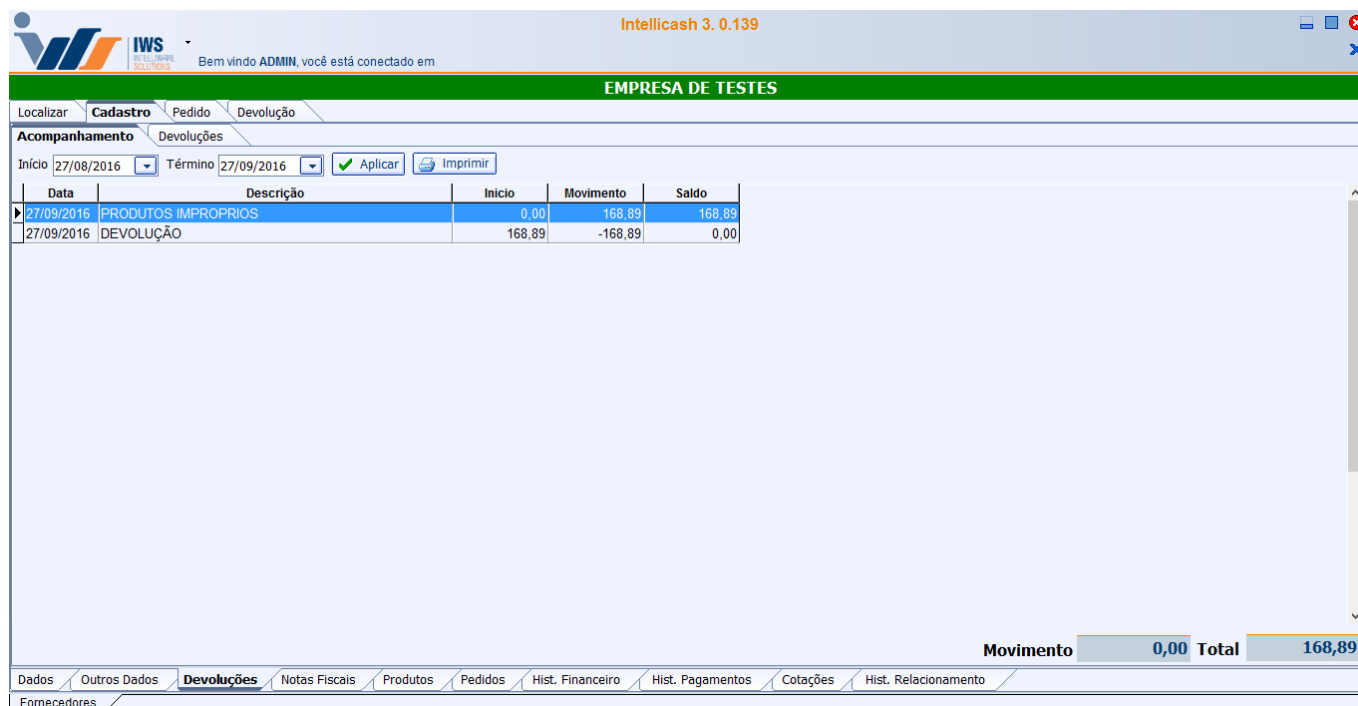 Intellicash 3. 0.139
IWS
INTELLIWARE
SOLUTIONS
Bem vindo ADMIN, você está conectado em
EMPRESA DE TESTES
Localizar Cadastro Pedido Devolução
Acompanhamento Devoluções
Início 27/08/2016 Término 27/09/2016 Aplicar Imprimir
Data Descrição Inicio Movimento Saldo
27/09/2016 PRODUTOS IMPROPRIOS 0,00 168,89 168,89
27/09/2016 DEVOLUÇÃO 168,89 -168,89 0,00
Movimento 0,00 Total 168,89
Dados Outros Dados Devoluções Notas Fiscais Produtos Pedidos Hist. Financeiro Hist. Pagamentos Cotações Hist. Relacionamento
Fornecedores